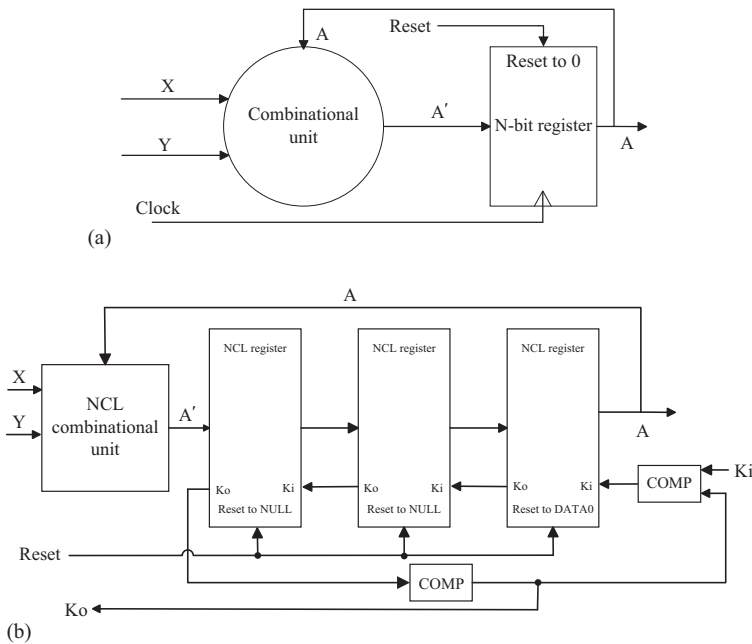 Reset
A
Reset to 0
X
Combinational
unit
A′
N-bit register
Y
A
Clock
(a)
A
NCL register
NCL register
NCL register
X
NCL
combinational
unit
Y
A′
A
Ki
Ko
Ki
Ko
Ki
Ko
Ki
COMP
Reset to NULL
Reset to NULL
Reset to DATA0
Reset
COMP
Ko
(b)